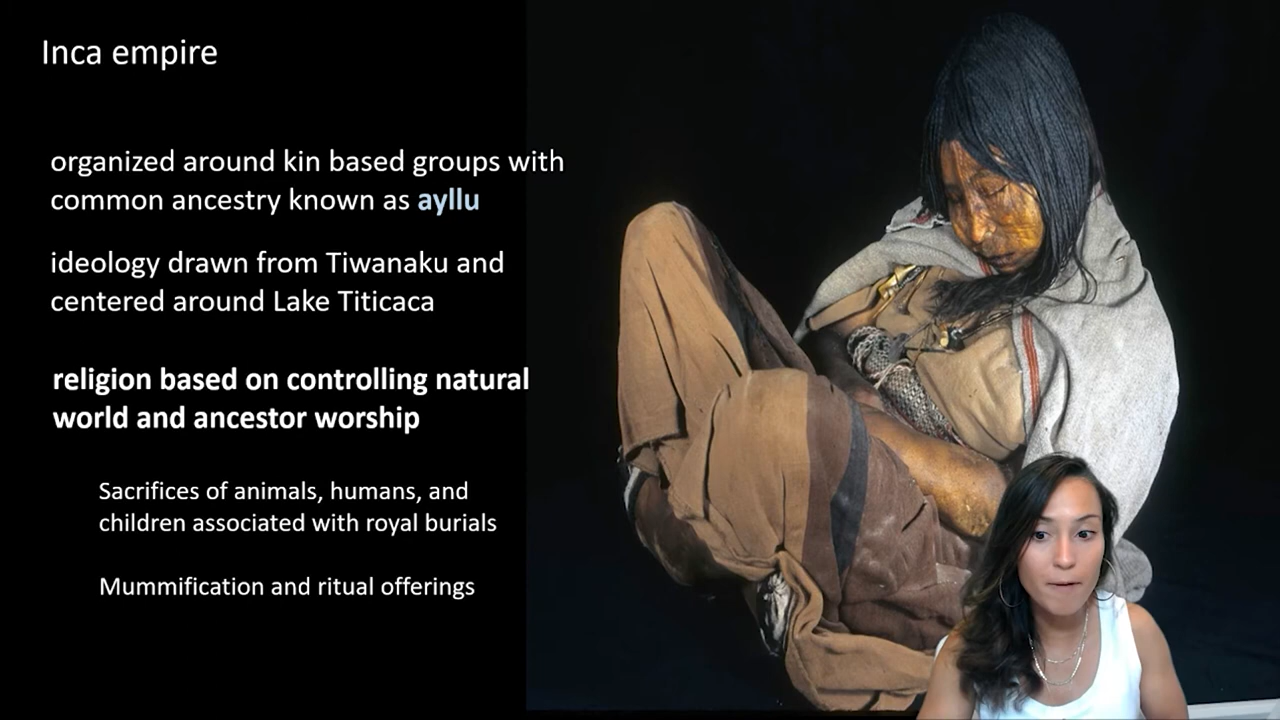 Inca empire
organized around kin based groups with
common ancestry known as ayllu
ideology drawn from Tiwanaku and
centered around Lake Titicaca
religion based on controlling natural
world and ancestor worship
Sacrifices of animals, humans, and
children associated with royal burials
Mummification and ritual offerings